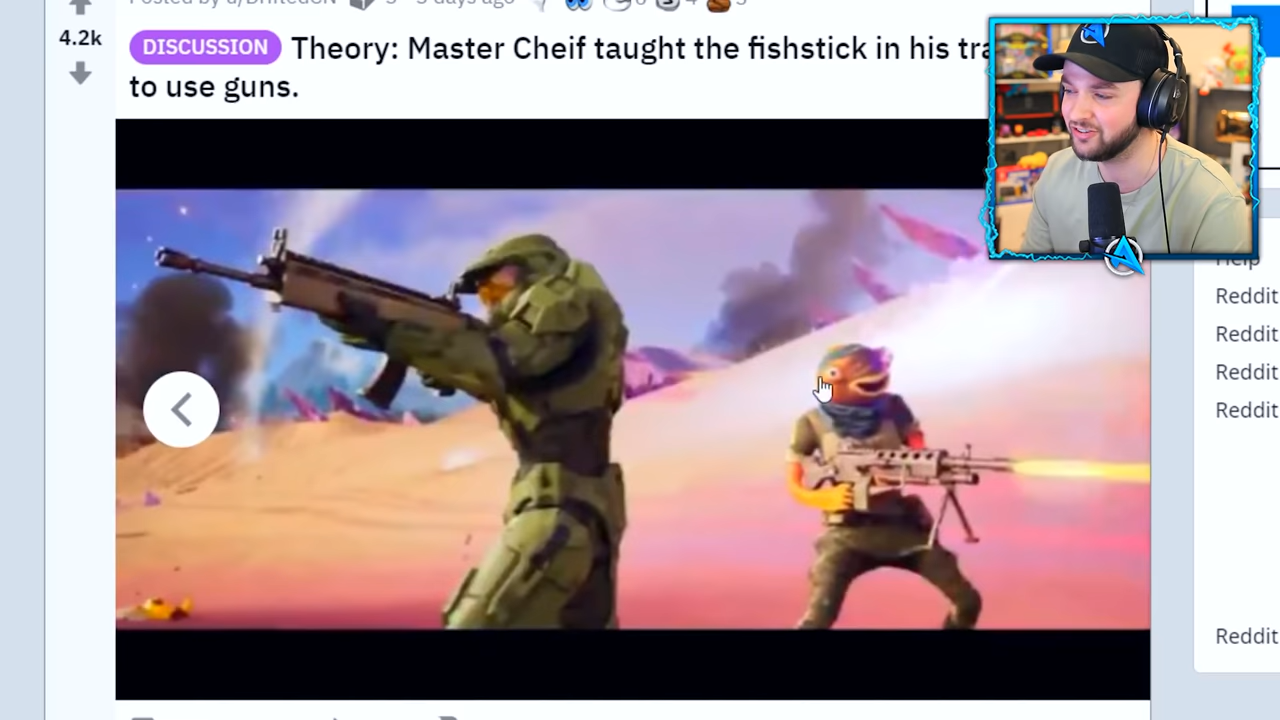 4.2k
DISCUSSION Theory: Master Cheif taught the fishstick in his
to use guns.
Help
Reddit
Reddit
Reddit
Reddit
Reddit